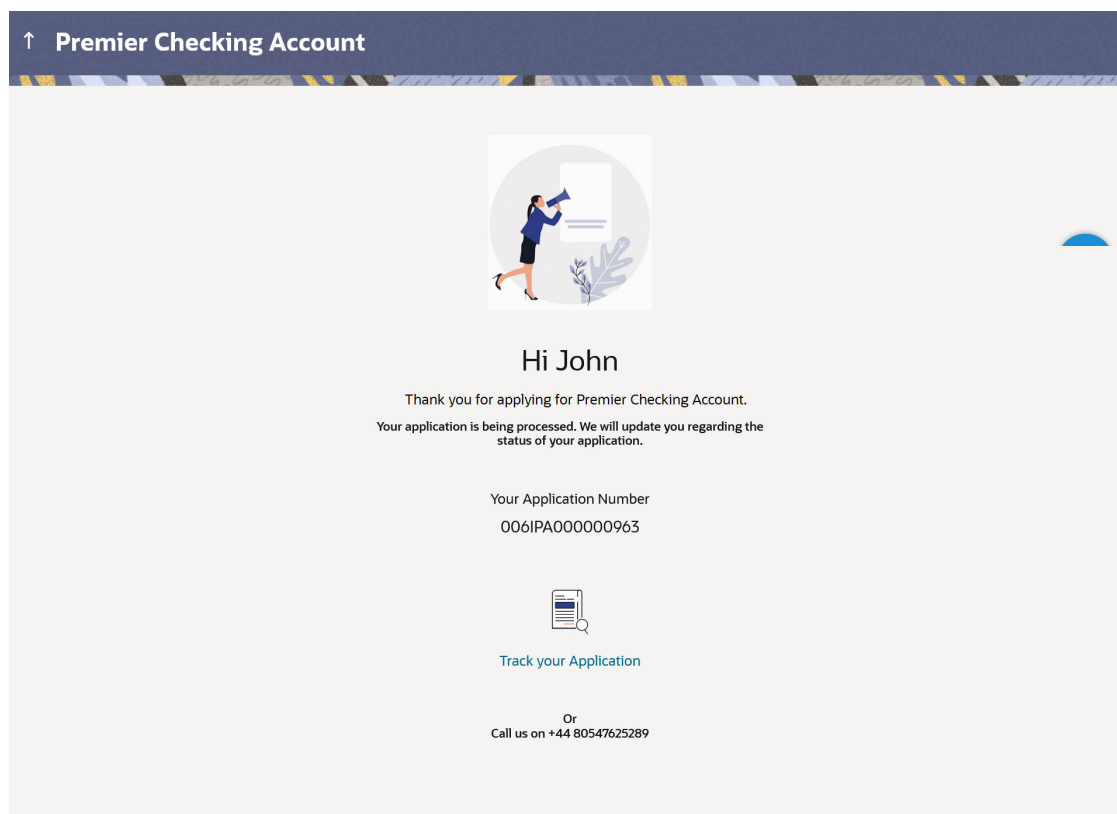 Premier Checking Account
Hi John
Thank you for applying for Premier Checking Account.
Your application is being processed. We will update you regarding the
status of your application.
Your Application Number
006IPA000000963
Track your Application
Or
Call us on +44 80547625289